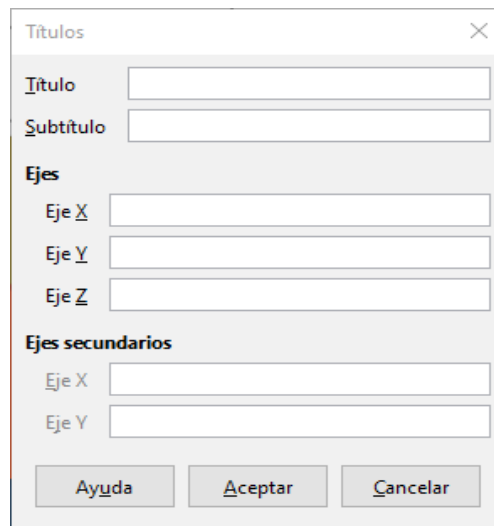 Títulos
Título
Subtítulo
Ejes
Eje X
Eje Y
Eje Z
Ejes secundarios
Eje X
Eje Y
Ayuda Aceptar Cancelar